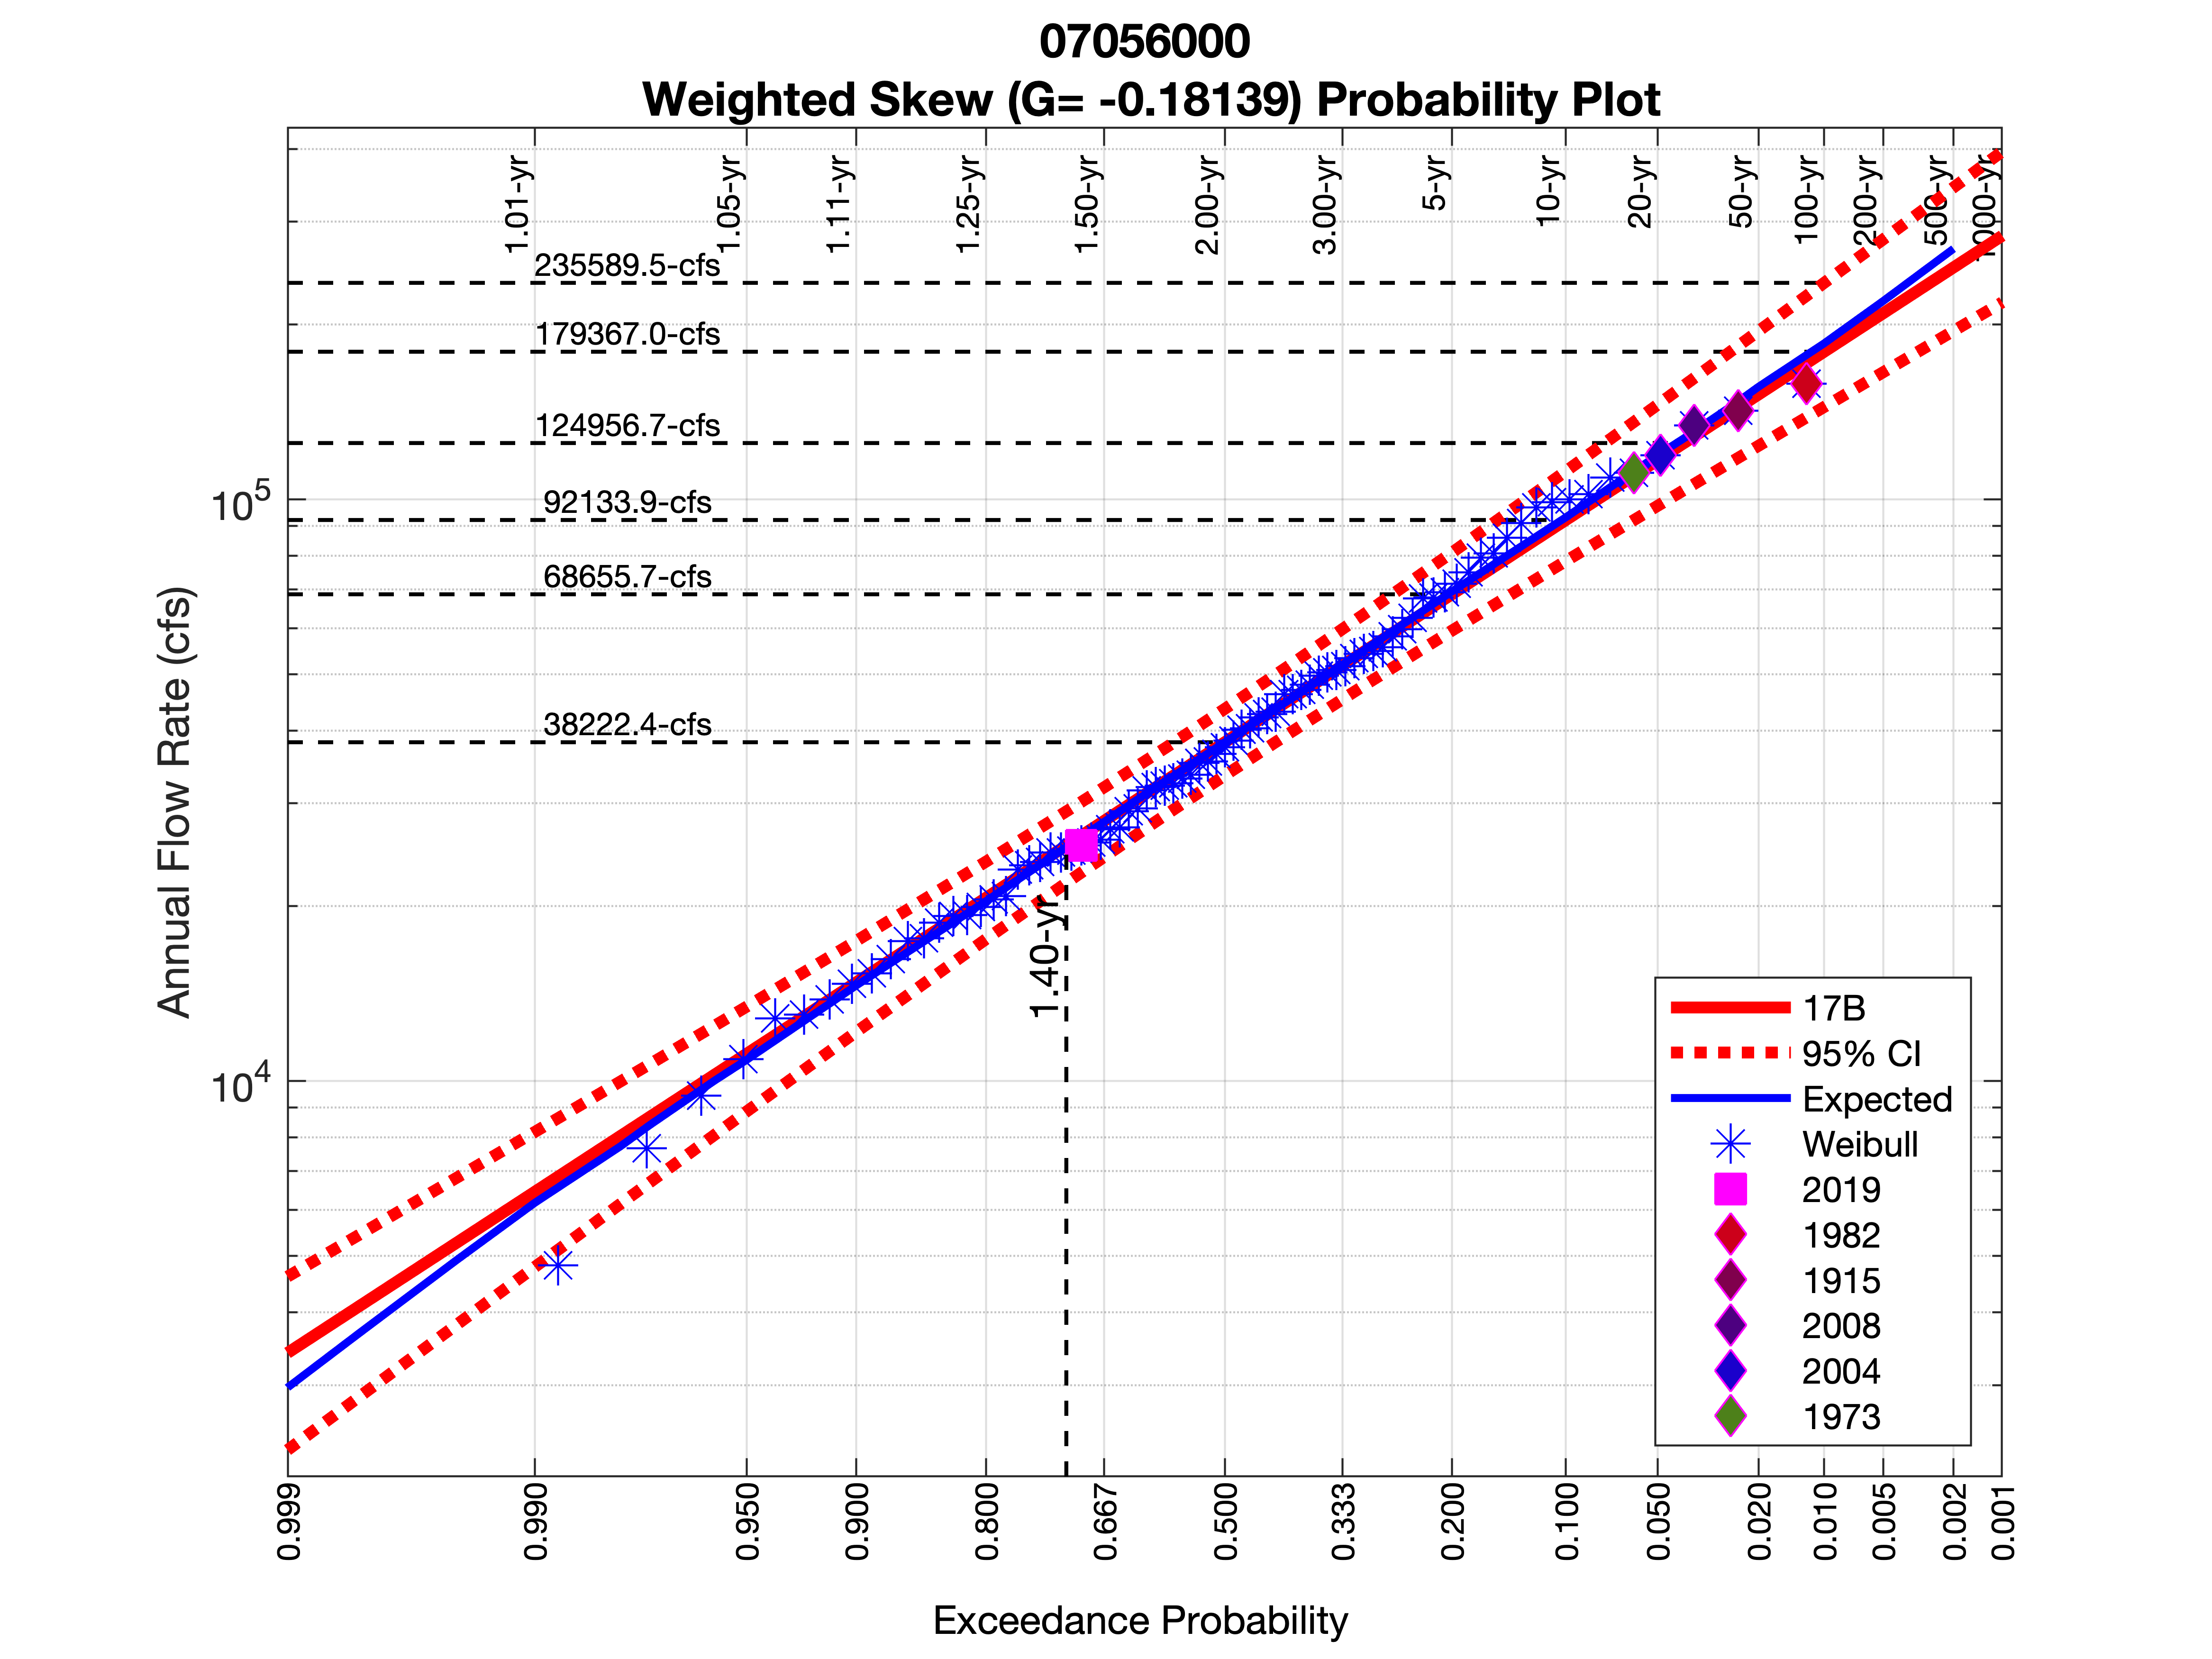 07056000
Weighted Skew (G= -0.18139) Probability Plot
1.01-yr
1.05-yr
1.11-yr
1.25-yr
1.50-yr
2.00-yr
3.00-yr
5-yr
10-yr
20-yr
50-yr
100-yr
200-yr
500-yr
1000-yr
235589.5-cfs
179367.0-cfs
124956.7-cfs
92133.9-cfs
68655.7-cfs
38222.4-cfs
10^5
10^4
Annual Flow Rate (cfs)
1.40-yr
17B
95% CI
Expected
Weibull
2019
1982
1915
2008
2004
1973
0.999
0.990
0.950
0.900
0.800
0.667
0.500
0.333
0.200
0.100
0.050
0.020
0.010
0.005
0.002
0.001
Exceedance Probability